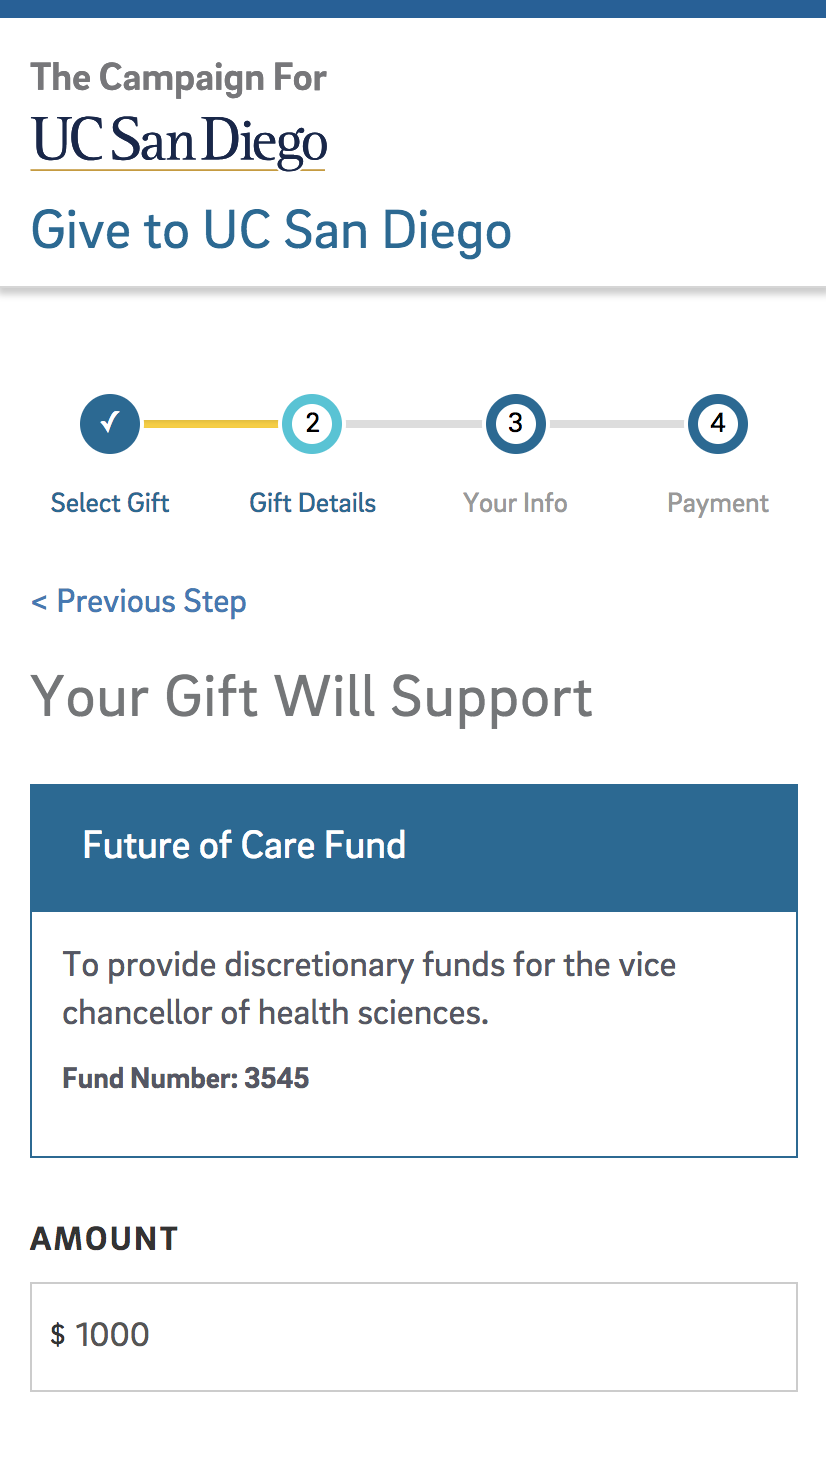 The Campaign For
UC San Diego
Give to UC San Diego
✓ 2 3 4
Select Gift Gift Details Your Info Payment
< Previous Step
Your Gift Will Support
Future of Care Fund
To provide discretionary funds for the vice
chancellor of health sciences.
Fund Number: 3545
AMOUNT
$ 1000